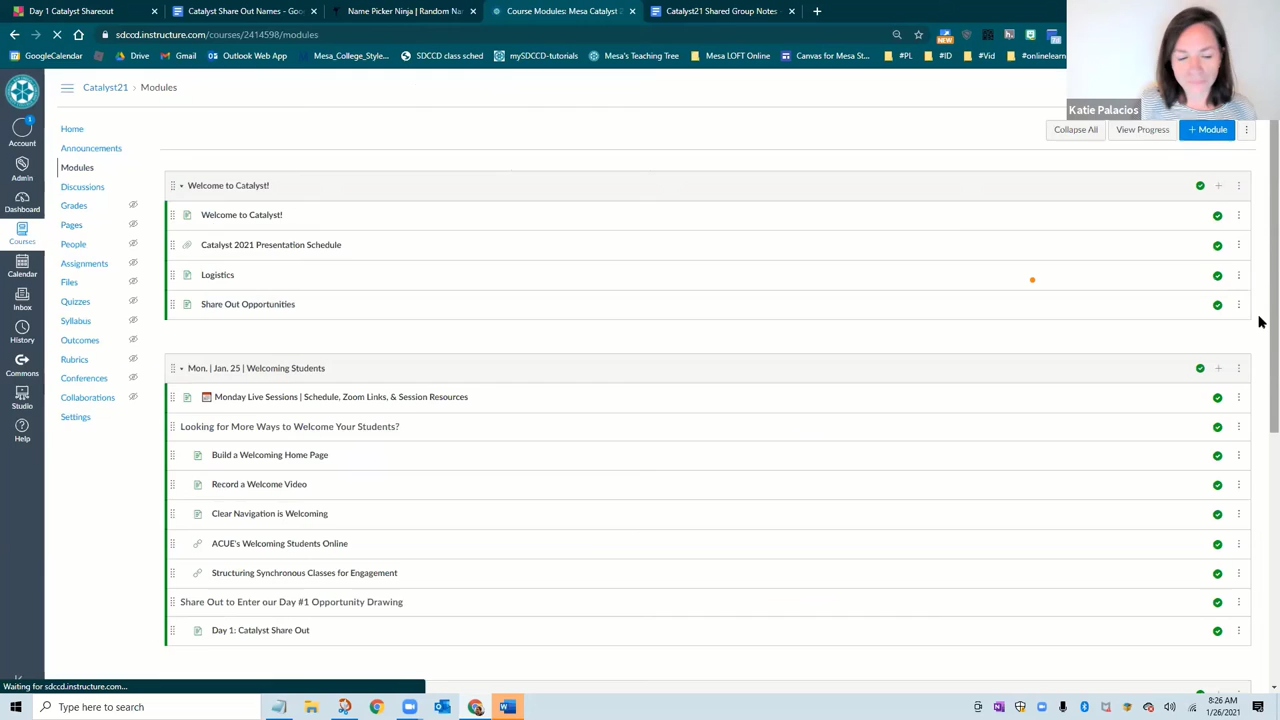 Day 1 Structure x
Day 1 Share Outs - Goo x
Name Picker Ninja | Random Na x
Course Modules: Mesa Catalyst 2 x
Catalyst21 Shared Group Notes - x
+
sdccd.instructure.com/courses/2414598/modules
GoogleCalendar Drive Gmail Outlook Web App Mesa_College_Style... SDCCD class sched mySDCCD-tutorials Mesa's Teaching Tree Mesa LOFT Online Canvas for Mesa St... #PL #ID #Vid #onlinelearn
NEW
Katie Palacios
Catalyst21 › Modules
Collapse All View Progress + Module
1
Account
Admin
Dashboard
Courses
Calendar
Inbox
History
Commons
Studio
Help
Home
Announcements
Modules
Discussions
Grades
Pages
People
Assignments
Files
Quizzes
Syllabus
Outcomes
Rubrics
Conferences
Collaborations
Settings
Welcome to Catalyst!
Welcome to Catalyst!
Catalyst 2021 Presentation Schedule
Logistics
Share Out Opportunities
Mon. | Jan. 25 | Welcoming Students
Monday Live Sessions | Schedule, Zoom Links, & Session Resources
Looking for More Ways to Welcome Your Students?
Build a Welcoming Home Page
Record a Welcome Video
Clear Navigation is Welcoming
ACUE's Welcoming Students Online
Structuring Synchronous Classes for Engagement
Share Out to Enter our Day #1 Opportunity Drawing
Day 1: Catalyst Share Out
Waiting for sdccd.instructure.com...
Type here to search
8:26 AM
1/26/2021